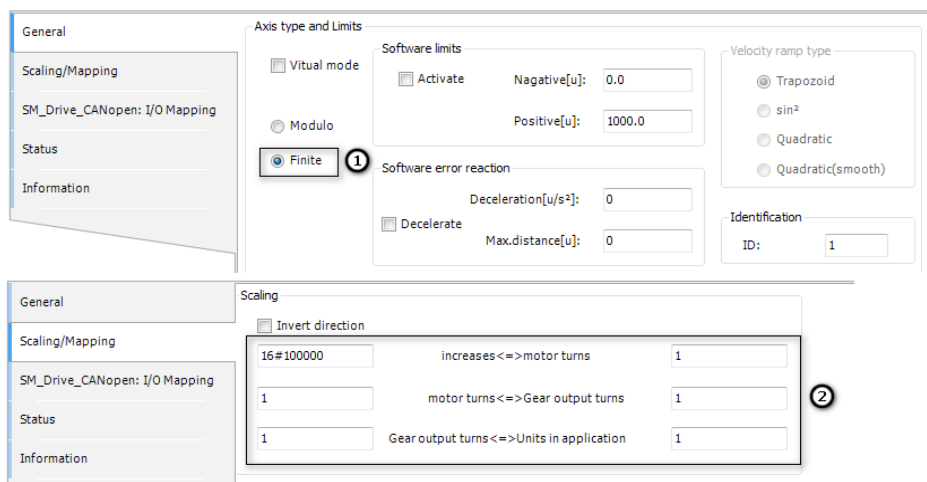 General
Scaling/Mapping
SM_Drive_CANopen: I/O Mapping
Status
Information
Axis type and Limits
Vitual mode
Modulo
Finite
①
Software limits
Activate
Nagative[u]:
0.0
Positive[u]:
1000.0
Software error reaction
Decelerate
Deceleration[u/s²]:
0
Max.distance[u]:
0
Velocity ramp type
Trapozoid
sin²
Quadratic
Quadratic(smooth)
Identification
ID:
1
General
Scaling/Mapping
SM_Drive_CANopen: I/O Mapping
Status
Information
Scaling
Invert direction
16#100000 increases<=>motor turns 1
1 motor turns<=>Gear output turns 1
1 Gear output turns<=>Units in application 1
②